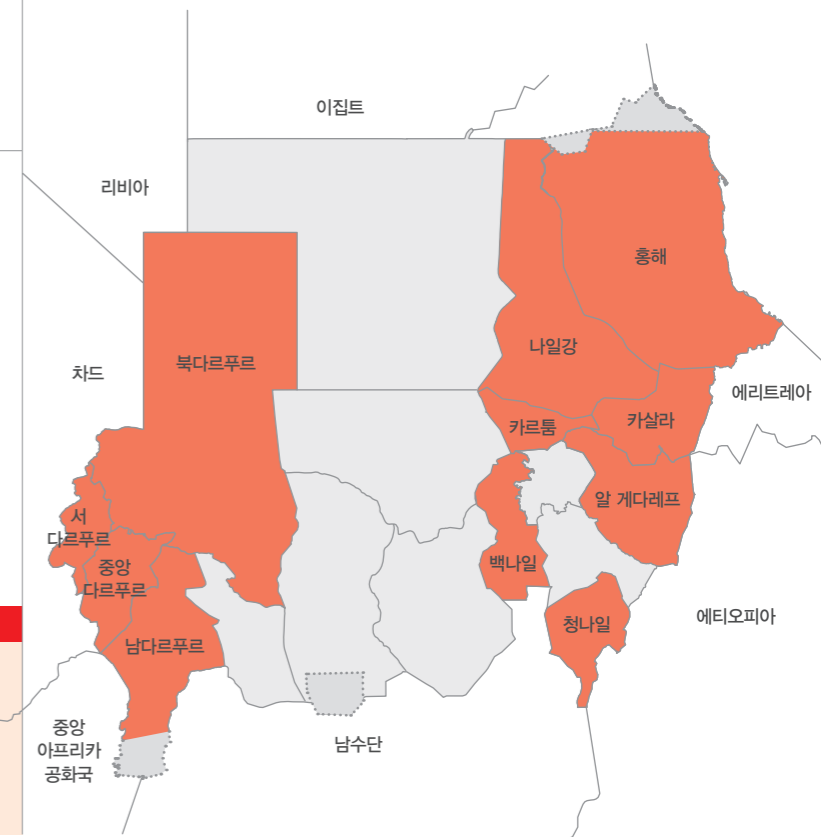 이집트
리비아
홍해
나일강
북다르푸르
차드
에리트레아
카살라
카르툼
알 게다레프
서
다르푸르
백나일
중앙
다르푸르
에티오피아
청나일
남다르푸르
중앙
아프리카
공화국
남수단